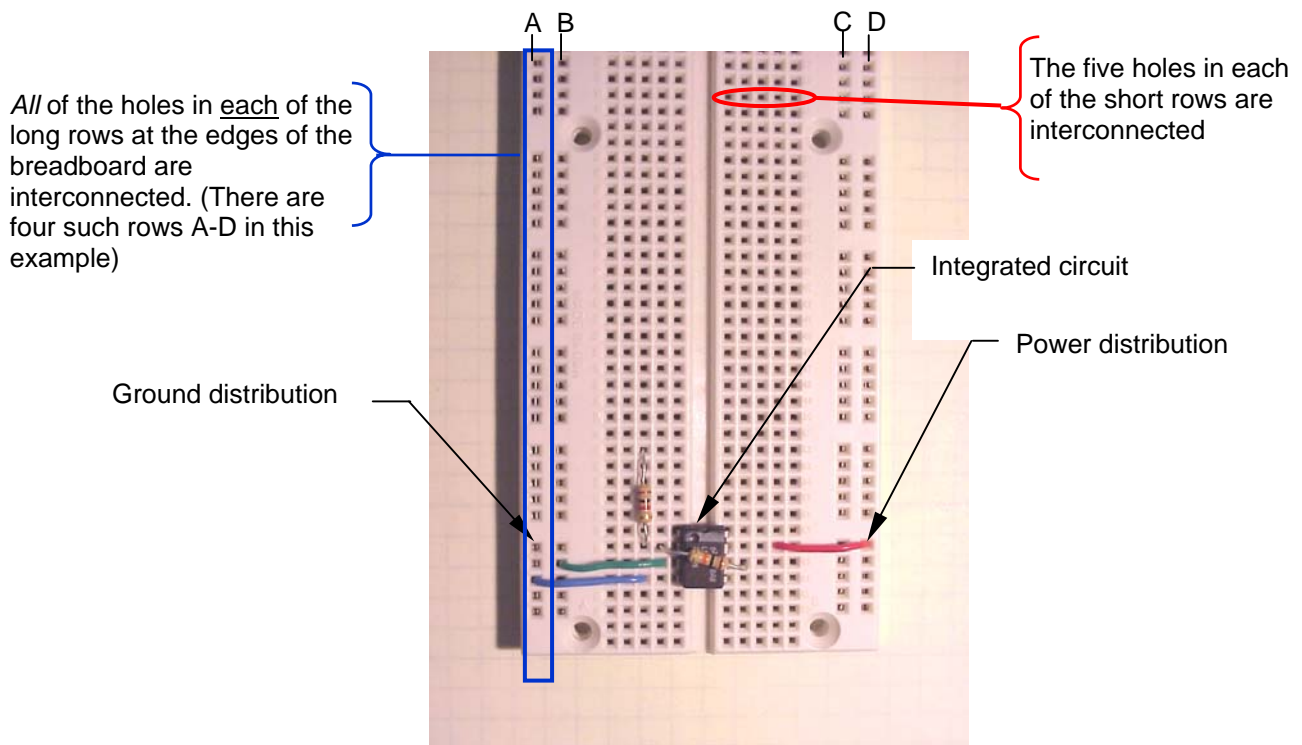 A B
C D
All of the holes in each of the
long rows at the edges of the
breadboard are
interconnected. (There are
four such rows A-D in this
example)
The five holes in each
of the short rows are
interconnected
Integrated circuit
Power distribution
Ground distribution